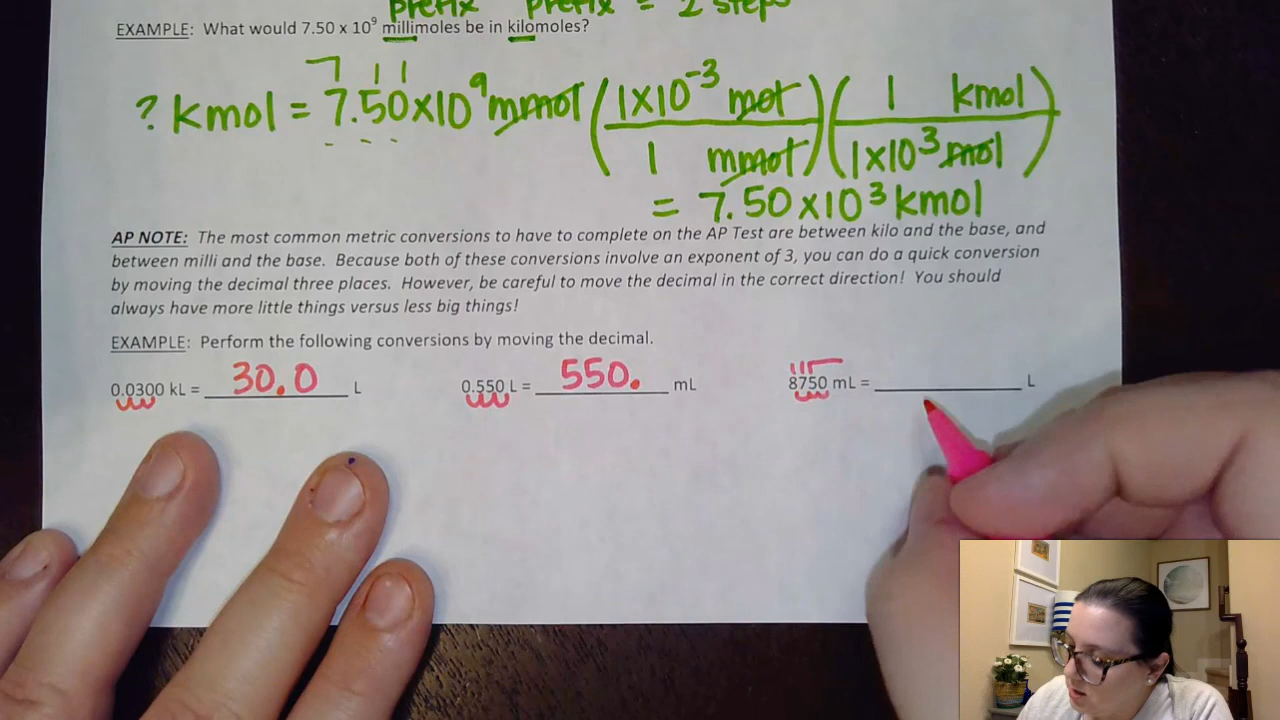 prefix prefix = 2 steps
EXAMPLE: What would 7.50 x 10⁹ millimoles be in kilomoles?
? kmol = 7.50x10⁹ mmol (1x10⁻³ mol / 1 mmol) (1 kmol / 1x10³ mol)
= 7.50x10³ kmol
AP NOTE: The most common metric conversions to have to complete on the AP Test are between kilo and the base, and
between milli and the base. Because both of these conversions involve an exponent of 3, you can do a quick conversion
by moving the decimal three places. However, be careful to move the decimal in the correct direction! You should
always have more little things versus less big things!
EXAMPLE: Perform the following conversions by moving the decimal.
0.0300 kL = 30.0 L 0.550 L = 550. mL 8750 mL = ____________ L